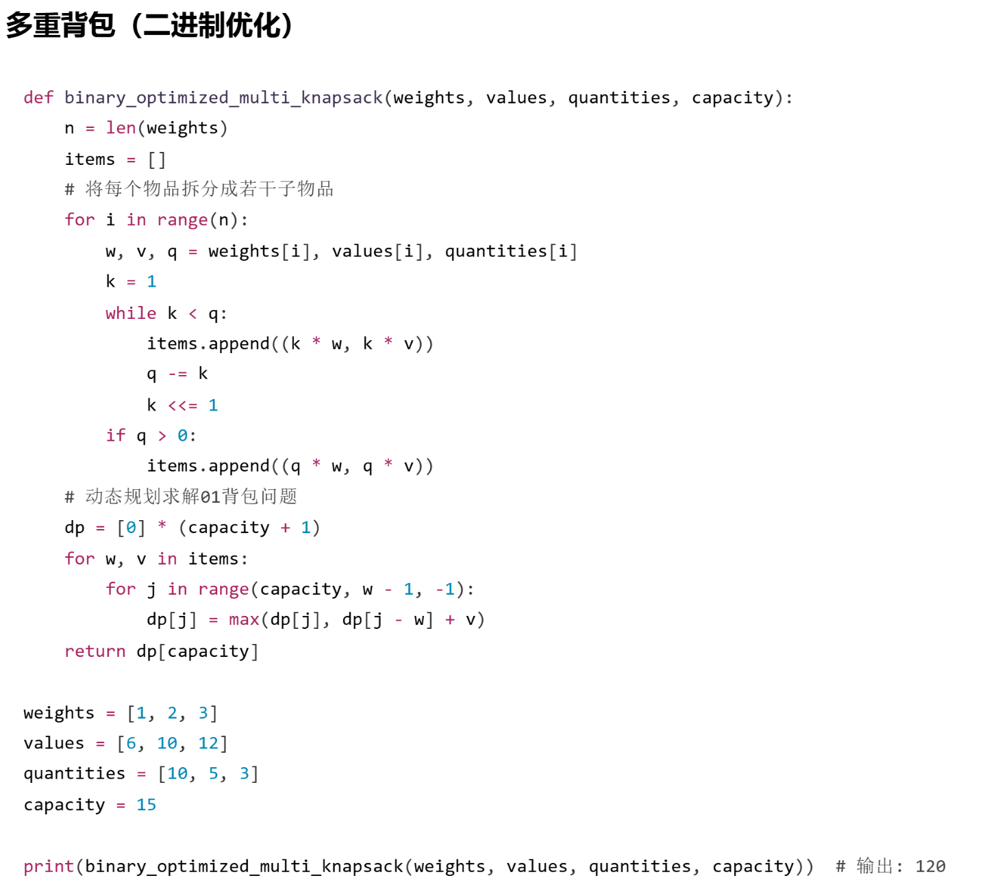 多重背包（二进制优化）
def binary_optimized_multi_knapsack(weights, values, quantities, capacity):
    n = len(weights)
    items = []
    # 将每个物品拆分成若干子物品
    for i in range(n):
        w, v, q = weights[i], values[i], quantities[i]
        k = 1
        while k < q:
            items.append((k * w, k * v))
            q -= k
            k <<= 1
        if q > 0:
            items.append((q * w, q * v))
    # 动态规划求解01背包问题
    dp = [0] * (capacity + 1)
    for w, v in items:
        for j in range(capacity, w - 1, -1):
            dp[j] = max(dp[j], dp[j - w] + v)
    return dp[capacity]
weights = [1, 2, 3]
values = [6, 10, 12]
quantities = [10, 5, 3]
capacity = 15
print(binary_optimized_multi_knapsack(weights, values, quantities, capacity))  # 输出: 120